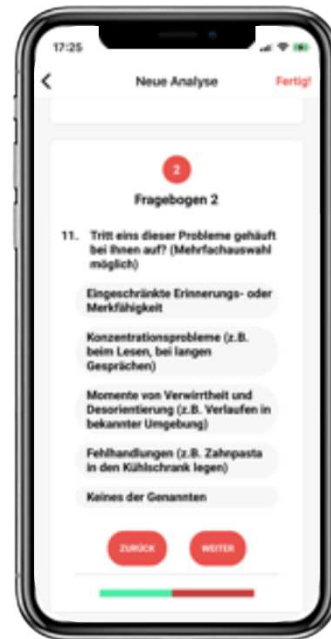 17:25
Neue Analyse
Fertig!
2
Fragebogen 2
11. Tritt eins dieser Probleme gehäuft
bei Ihnen auf? (Mehrfachauswahl
möglich)
Eingeschränkte Erinnerungs- oder
Merkfähigkeit
Konzentrationsprobleme (z.B.
beim Lesen, bei langen
Gesprächen)
Momente von Verwirrtheit und
Desorientierung (z.B. Verlaufen in
bekannter Umgebung)
Fehlhandlungen (z.B. Zahnpasta
in den Kühlschrank legen)
Keines der Genannten
ZURÜCK
WEITER